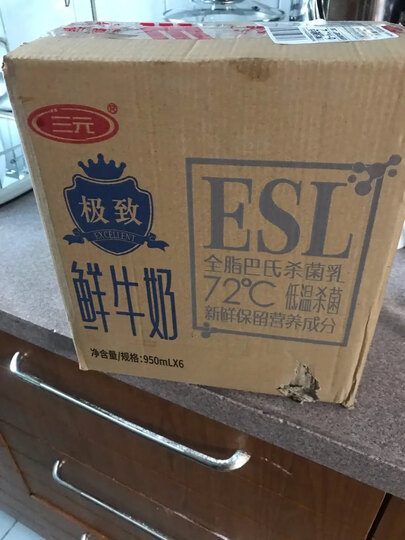 三元®
极致
EXCELLENT
鲜牛奶
净含量/规格:950mLX6
ESL
全脂巴氏杀菌乳
72℃ 低温杀菌
新鲜保留营养成分